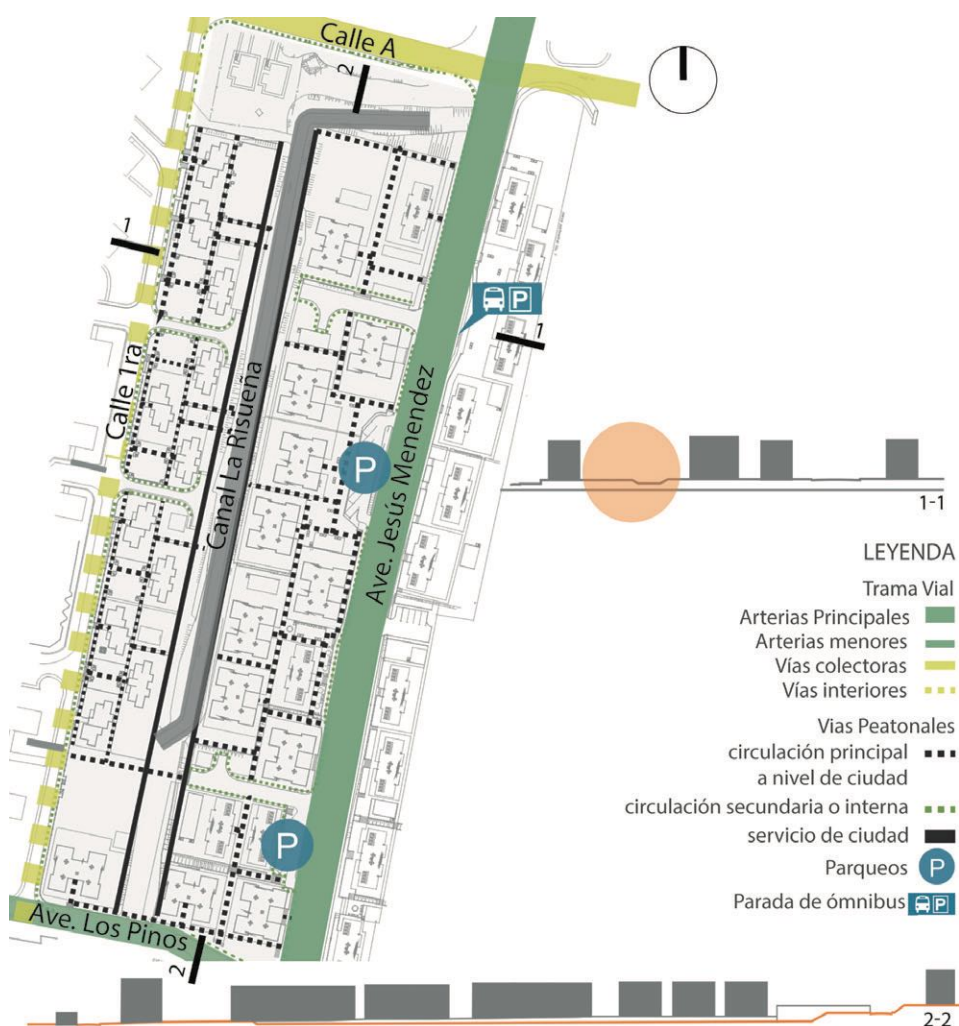 Calle A
2
1
Calle 1ra
Canal La Risueña
Ave. Jesús Menendez
P
1
P
P
Ave. Los Pinos
2
1-1
LEYENDA
Trama Vial
Arterias Principales
Arterias menores
Vías colectoras
Vías interiores
Vias Peatonales
circulación principal
a nivel de ciudad
circulación secundaria o interna
servicio de ciudad
Parqueos P
Parada de ómnibus P
2-2